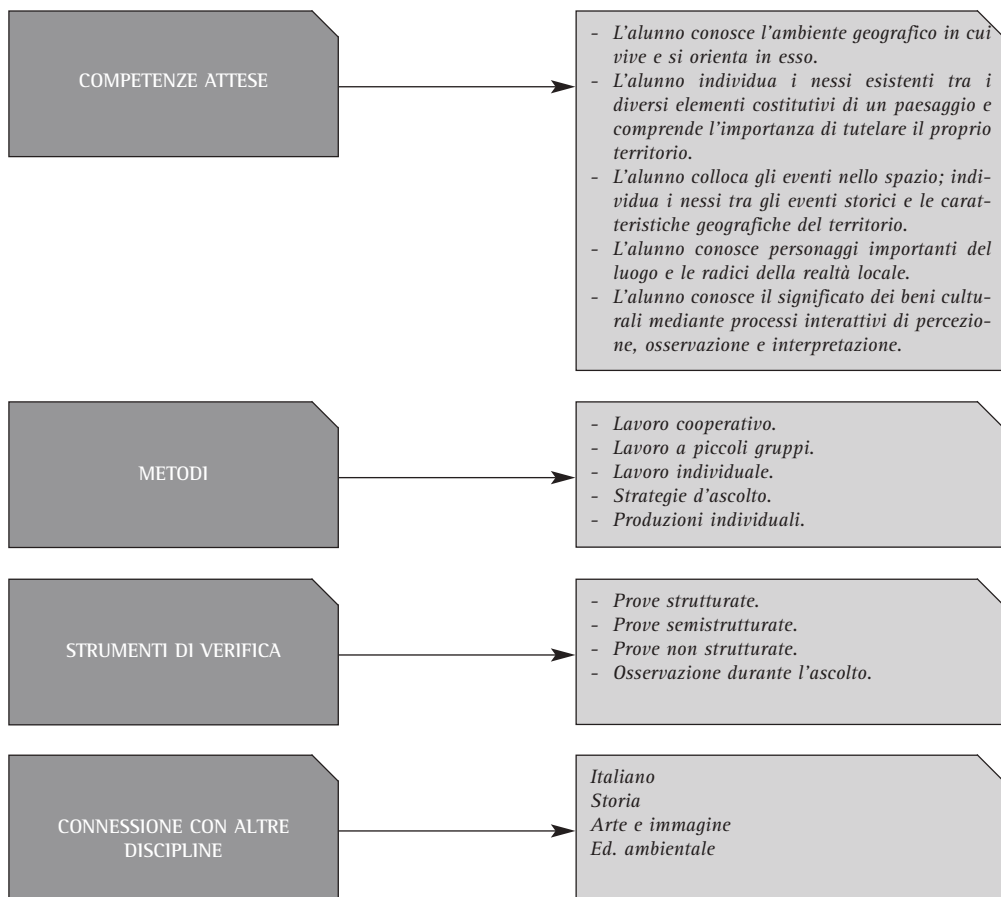 COMPETENZE ATTESE
- L'alunno conosce l'ambiente geografico in cui
vive e si orienta in esso.
- L'alunno individua i nessi esistenti tra i
diversi elementi costitutivi di un paesaggio e
comprende l'importanza di tutelare il proprio
territorio.
- L'alunno colloca gli eventi nello spazio; indi-
vidua i nessi tra gli eventi storici e le carat-
teristiche geografiche del territorio.
- L'alunno conosce personaggi importanti del
luogo e le radici della realtà locale.
- L'alunno conosce il significato dei beni cultu-
rali mediante processi interattivi di percezio-
ne, osservazione e interpretazione.
METODI
- Lavoro cooperativo.
- Lavoro a piccoli gruppi.
- Lavoro individuale.
- Strategie d'ascolto.
- Produzioni individuali.
STRUMENTI DI VERIFICA
- Prove strutturate.
- Prove semistrutturate.
- Prove non strutturate.
- Osservazione durante l'ascolto.
CONNESSIONE CON ALTRE
DISCIPLINE
Italiano
Storia
Arte e immagine
Ed. ambientale